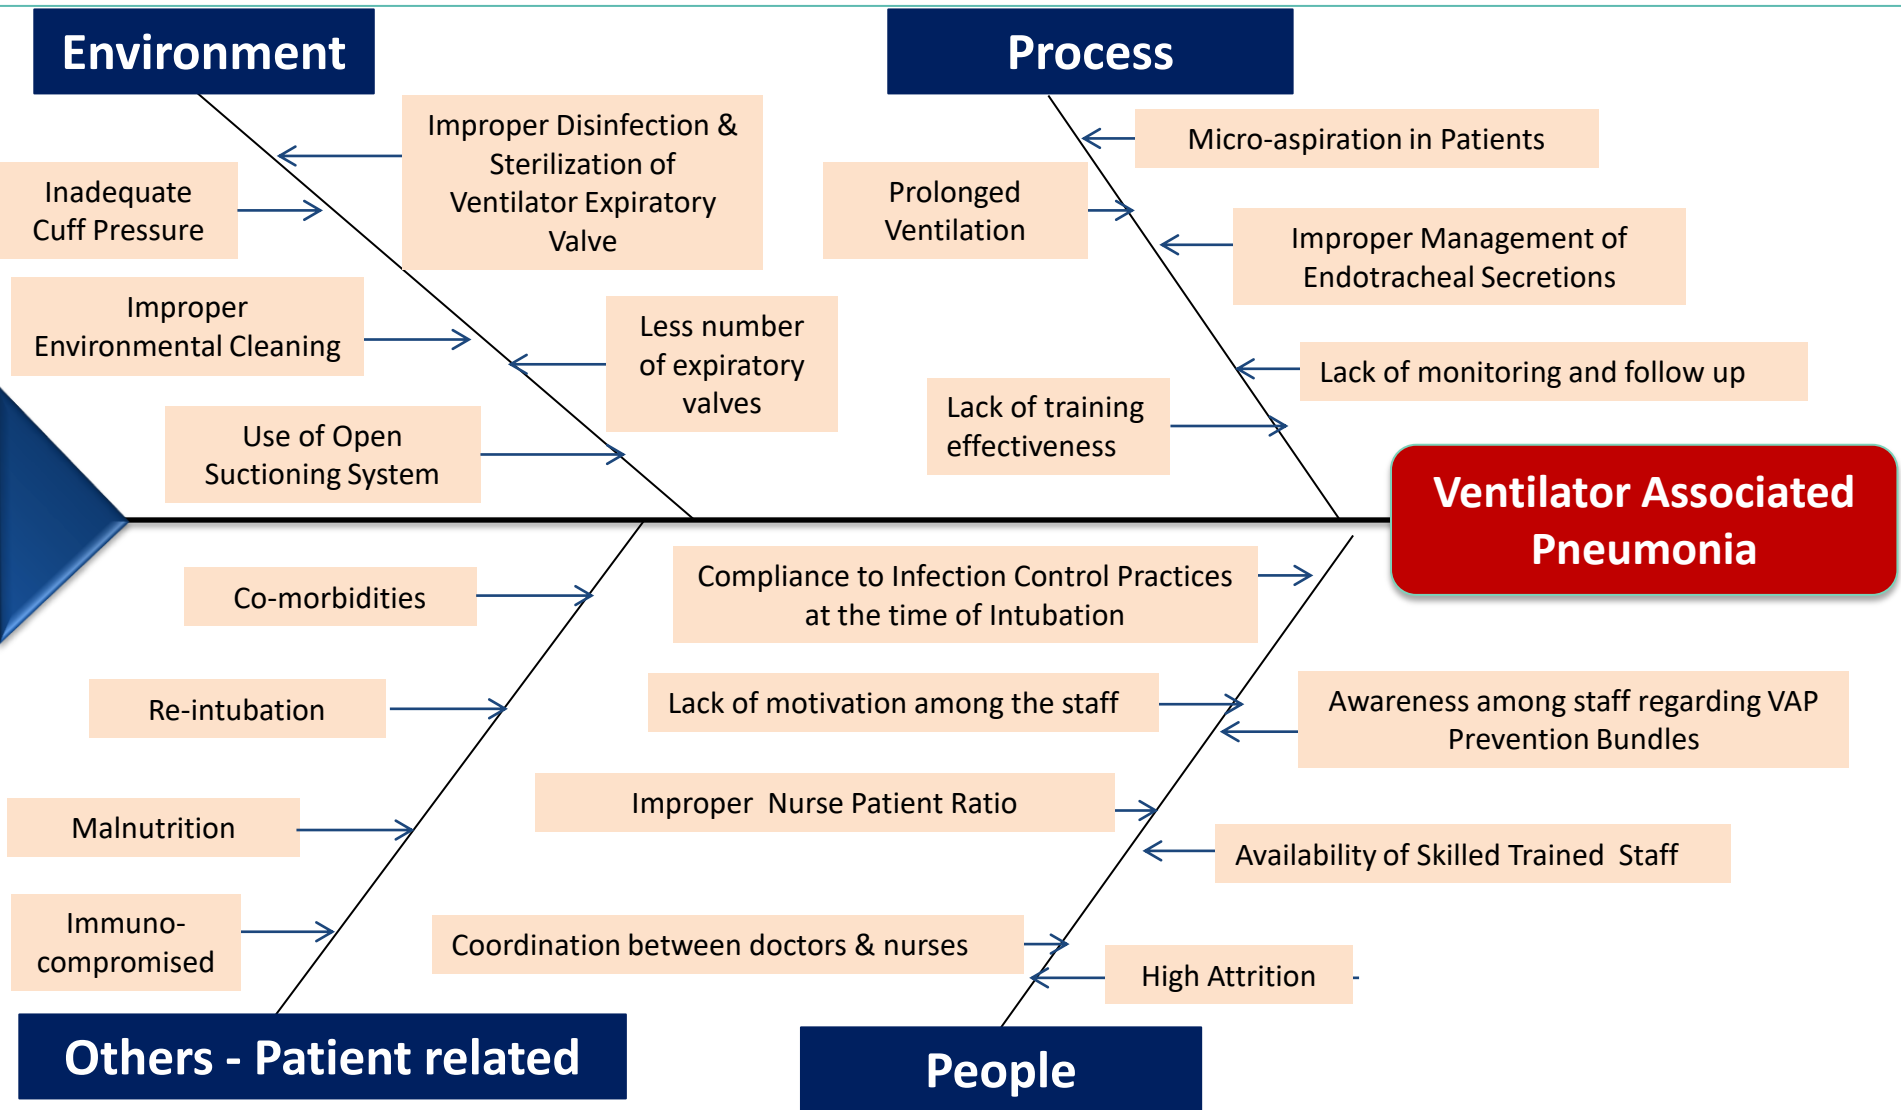 Environment
Process
Improper Disinfection &
Sterilization of
Ventilator Expiratory
Valve
Inadequate
Cuff Pressure
Improper
Environmental Cleaning
Less number
of expiratory
valves
Use of Open
Suctioning System
Micro-aspiration in Patients
Prolonged
Ventilation
Improper Management of
Endotracheal Secretions
Lack of monitoring and follow up
Lack of training
effectiveness
Ventilator Associated
Pneumonia
Co-morbidities
Re-intubation
Malnutrition
Immuno-
compromised
Compliance to Infection Control Practices
at the time of Intubation
Lack of motivation among the staff
Awareness among staff regarding VAP
Prevention Bundles
Improper  Nurse Patient Ratio
Availability of Skilled Trained  Staff
Coordination between doctors & nurses
High Attrition
Others - Patient related
People